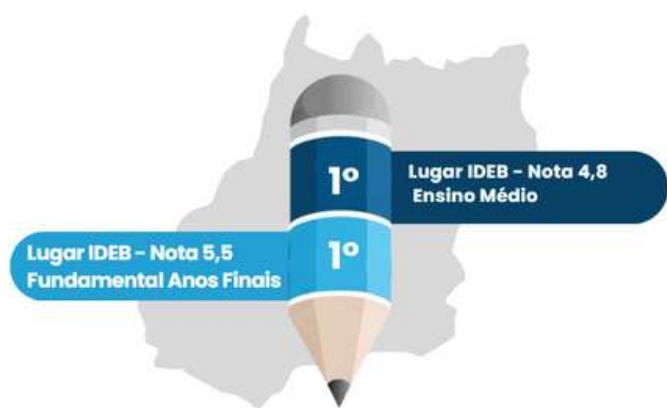 1º
Lugar IDEB - Nota 4,8
Ensino Médio
Lugar IDEB - Nota 5,5
Fundamental Anos Finais
1º